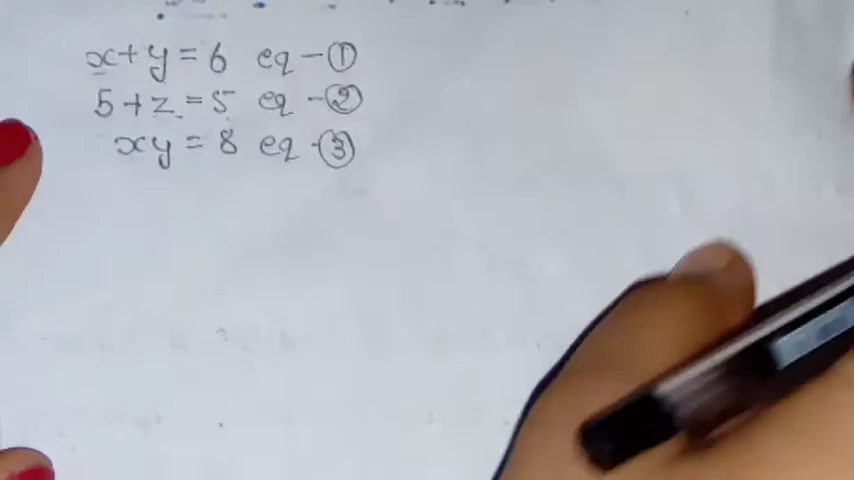 x+y=6 eq-①
5+z=5 eq-②
xy=8 eq-③